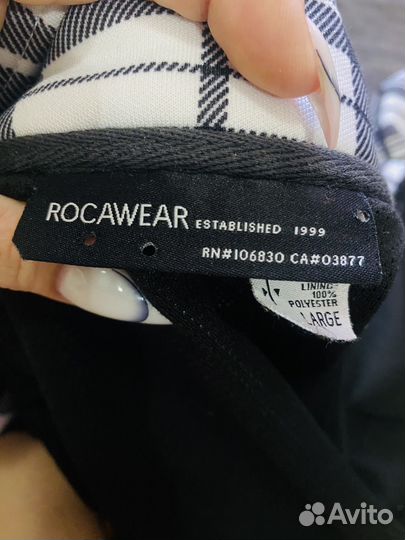 ROCAWEAR ESTABLISHED 1999
RN#106830 CA#03877
LINING:
100%
POLYESTER
LARGE
Avito